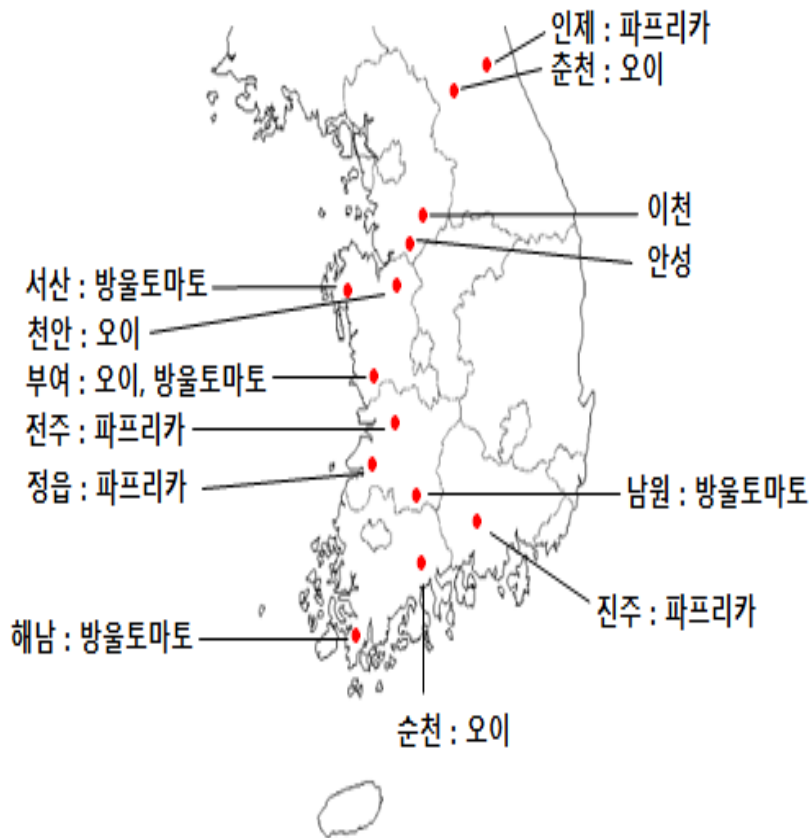 인제 : 파프리카
춘천 : 오이
이천
안성
서산 : 방울토마토
천안 : 오이
부여 : 오이, 방울토마토
전주 : 파프리카
정읍 : 파프리카
남원 : 방울토마토
진주 : 파프리카
해남 : 방울토마토
순천 : 오이